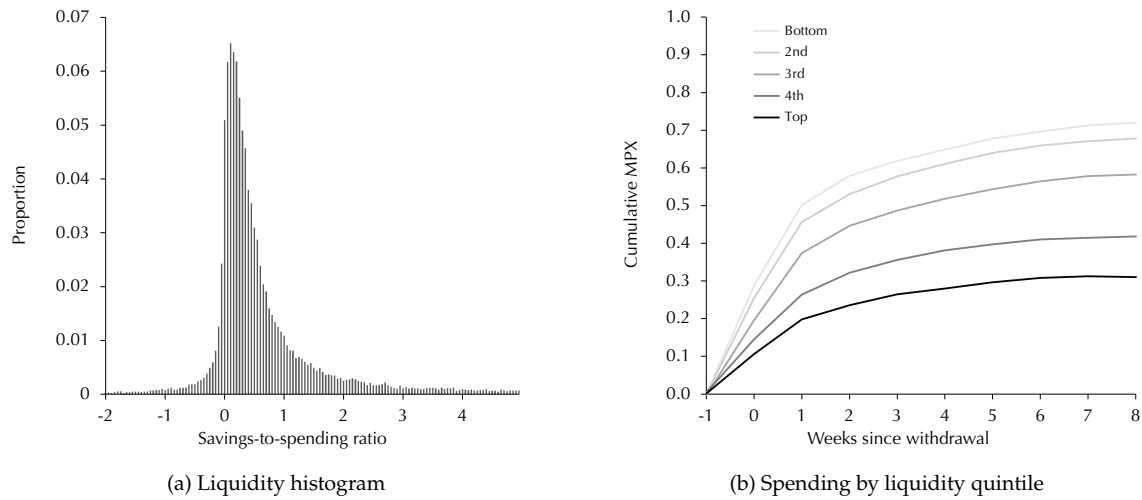 0.07
0.06
0.05
0.04
0.03
0.02
0.01
0
Proportion
-2 -1 0 1 2 3 4
Savings-to-spending ratio
(a) Liquidity histogram
1.0
0.9
0.8
0.7
0.6
0.5
0.4
0.3
0.2
0.1
0.0
Cumulative MPX
Bottom
2nd
3rd
4th
Top
-1 0 1 2 3 4 5 6 7 8
Weeks since withdrawal
(b) Spending by liquidity quintile